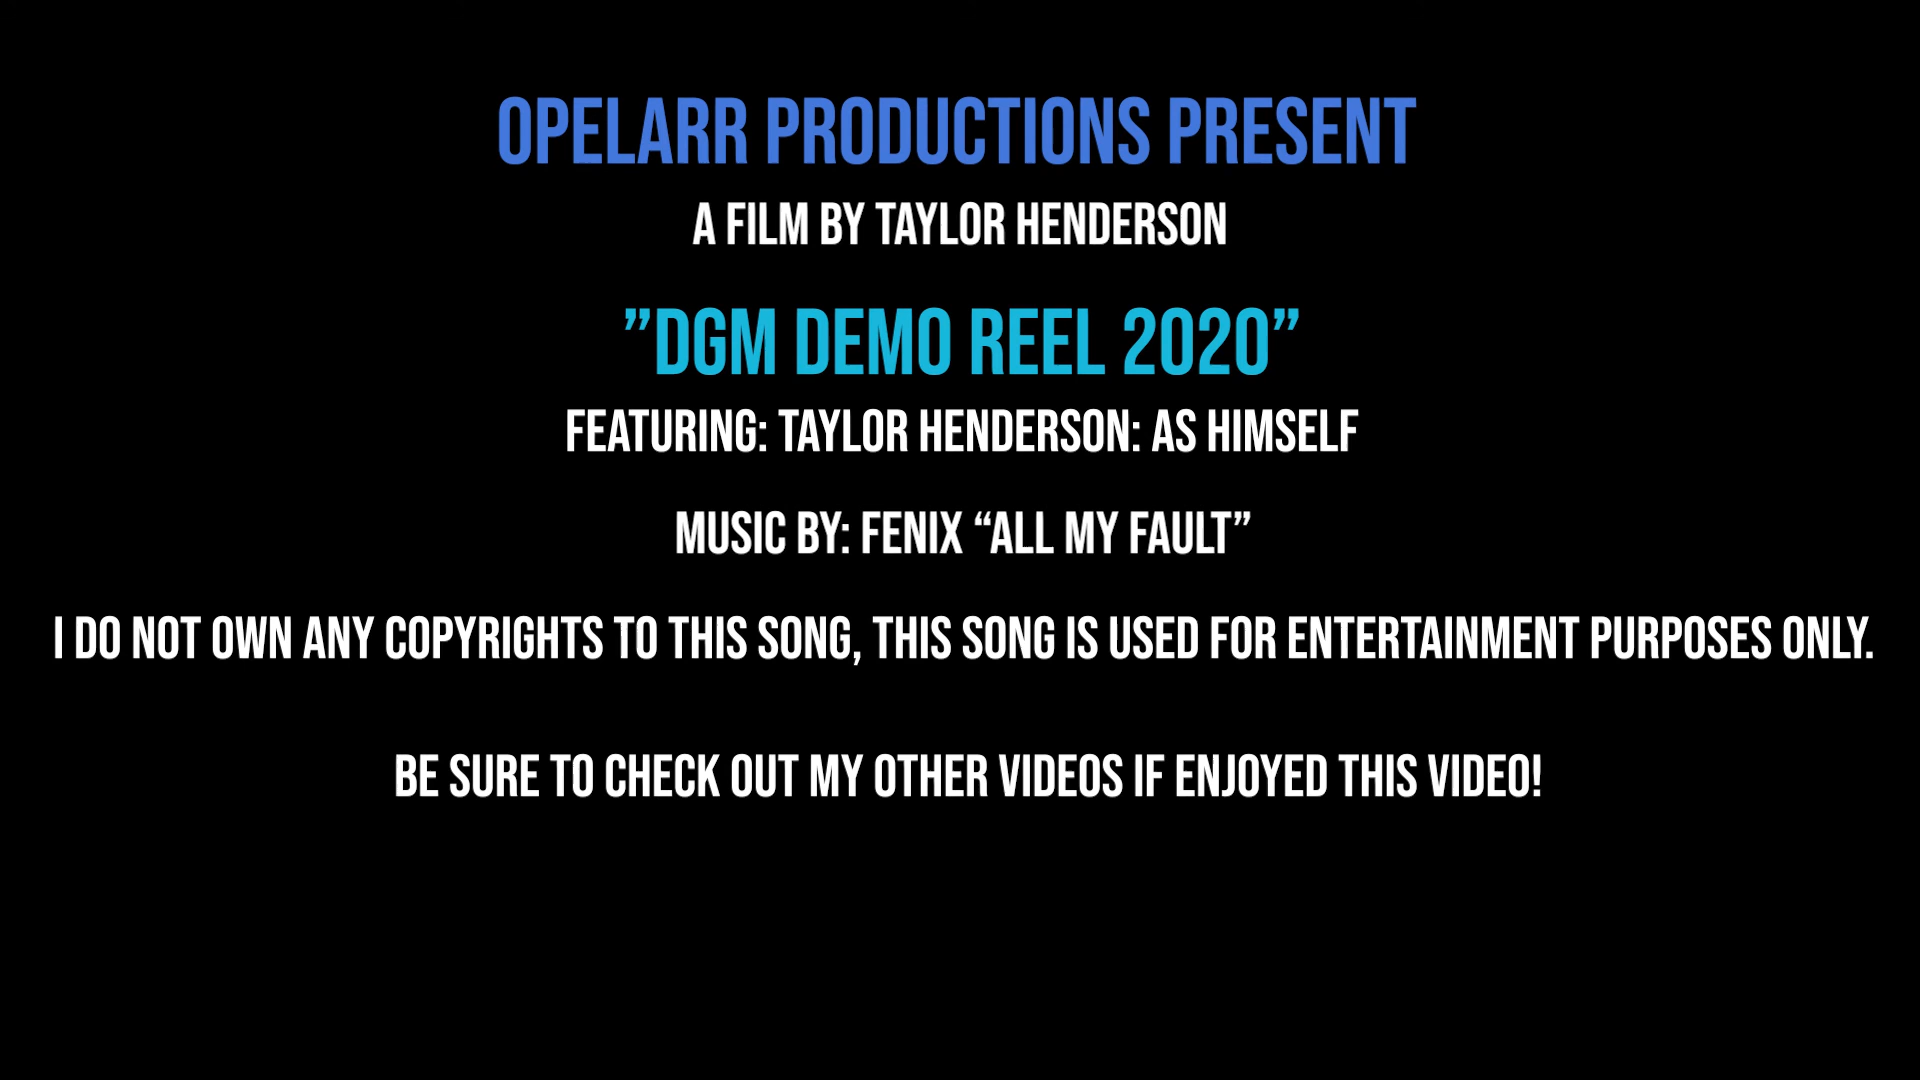 OPELARR PRODUCTIONS PRESENT
A FILM BY TAYLOR HENDERSON
”DGM DEMO REEL 2020”
FEATURING: TAYLOR HENDERSON: AS HIMSELF
MUSIC BY: FENIX “ALL MY FAULT”
I DO NOT OWN ANY COPYRIGHTS TO THIS SONG, THIS SONG IS USED FOR ENTERTAINMENT PURPOSES ONLY.
BE SURE TO CHECK OUT MY OTHER VIDEOS IF ENJOYED THIS VIDEO!